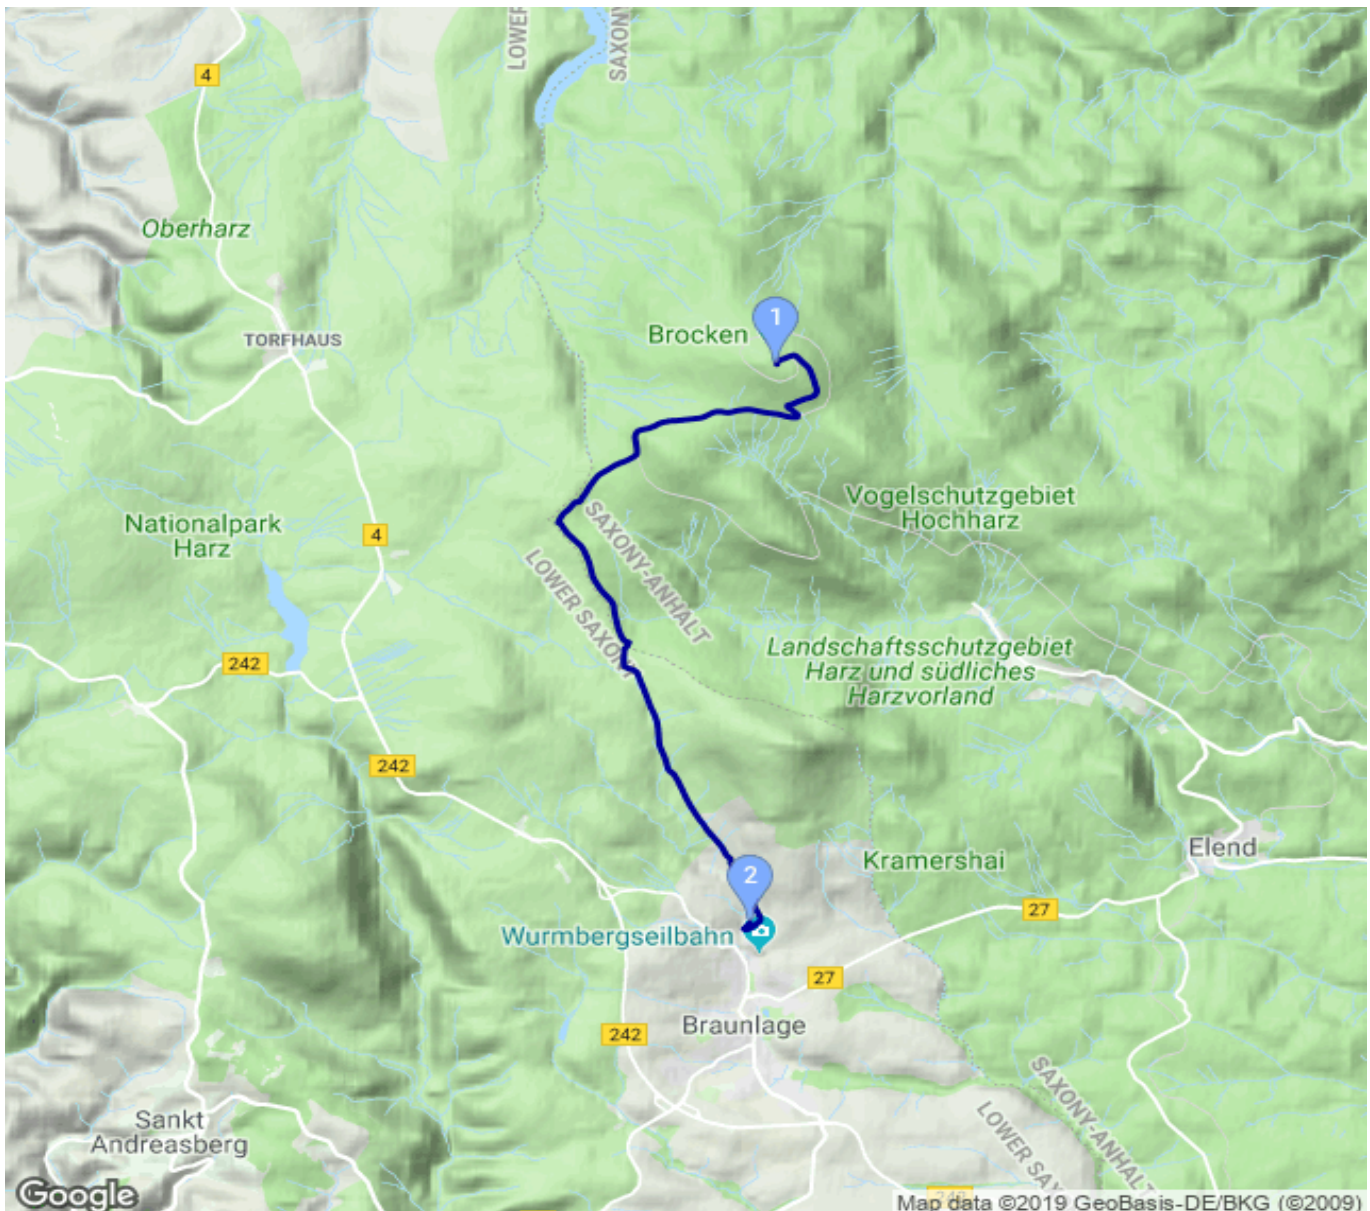 LOWER
SAXONY
4
Oberharz
1
Brocken
TORFHAUS
Vogelschutzgebiet
Hochharz
SAXONY-ANHALT
Nationalpark
Harz
4
LOWER SAXONY
Landschaftsschutzgebiet
Harz und südliches
Harzvorland
242
242
Elend
Kramershai
2
27
Wurmbergseilbahn
27
Braunlage
242
SAXONY-ANHALT
LOWER SAX
Sankt
Andreasberg
Google
Map data ©2019 GeoBasis-DE/BKG (©2009)